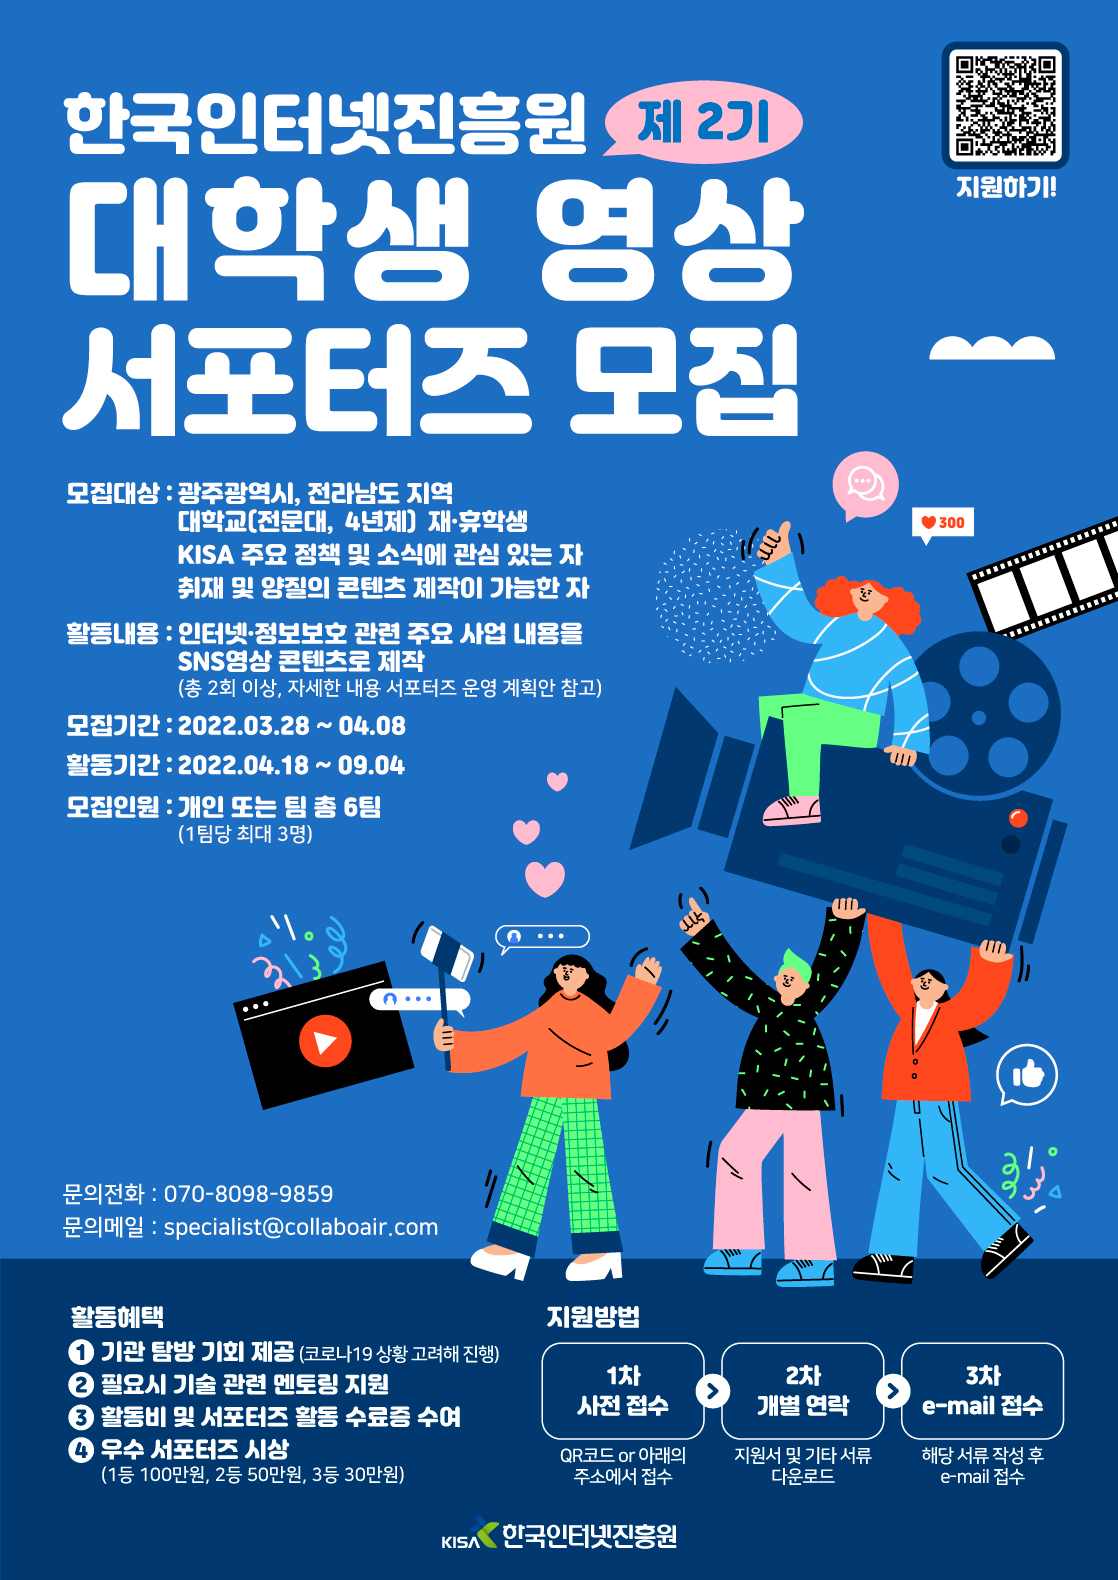 한국인터넷진흥원 제 2기
대학생 영상
서포터즈 모집
지원하기!
모집대상 : 광주광역시, 전라남도 지역
대학교(전문대, 4년제) 재·휴학생
KISA 주요 정책 및 소식에 관심 있는 자
취재 및 양질의 콘텐츠 제작이 가능한 자
활동내용 : 인터넷·정보보호 관련 주요 사업 내용을
SNS영상 콘텐츠로 제작
(총 2회 이상, 자세한 내용 서포터즈 운영 계획안 참고)
모집기간 : 2022.03.28 ~ 04.08
활동기간 : 2022.04.18 ~ 09.04
모집인원 : 개인 또는 팀 총 6팀
(1팀당 최대 3명)
300
문의전화 : 070-8098-9859
문의메일 : specialist@collaboair.com
활동혜택
1 기관 탐방 기회 제공 (코로나19 상황 고려해 진행)
2 필요시 기술 관련 멘토링 지원
3 활동비 및 서포터즈 활동 수료증 수여
4 우수 서포터즈 시상
(1등 100만원, 2등 50만원, 3등 30만원)
지원방법
1차
사전 접수
QR코드 or 아래의
주소에서 접수
2차
개별 연락
지원서 및 기타 서류
다운로드
3차
e-mail 접수
해당 서류 작성 후
e-mail 접수
KISA 한국인터넷진흥원